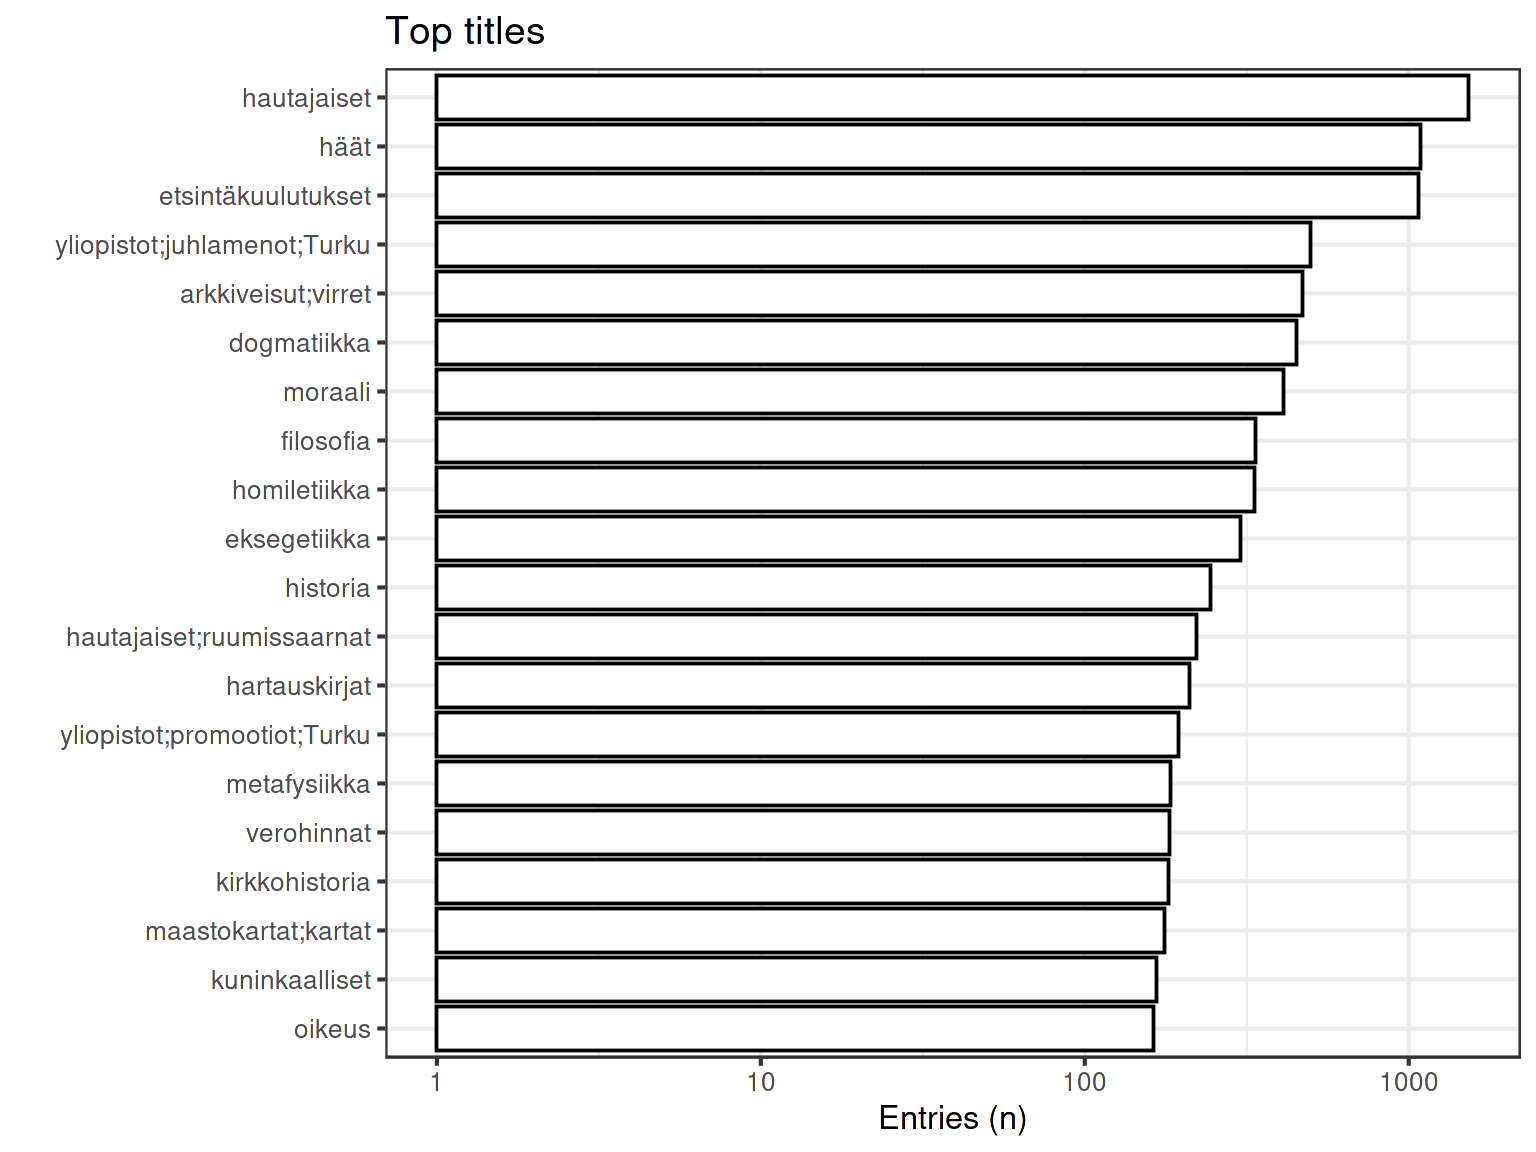 Top titles
hautajaiset
häät
etsintäkuulutukset
yliopistot;juhlamenot;Turku
arkkiveisut;virret
dogmatiikka
moraali
filosofia
homiletiikka
eksegetiikka
historia
hautajaiset;ruumissaarnat
hartauskirjat
yliopistot;promootiot;Turku
metafysiikka
verohinnat
kirkkohistoria
maastokartat;kartat
kuninkaalliset
oikeus
1 10 100 1000
Entries (n)